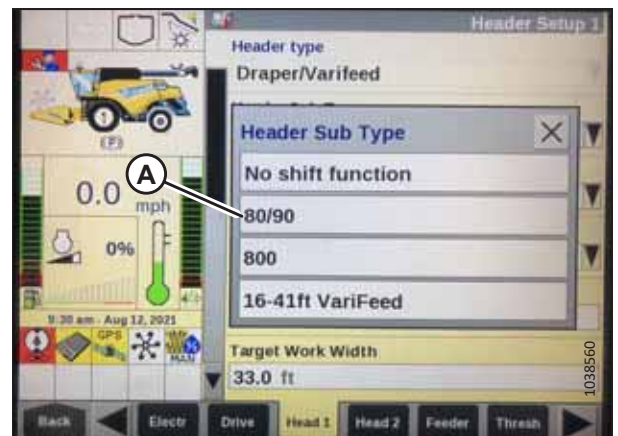 Header Setup 1
Header type
Draper/Varifeed
Header Sub Type
No shift function
80/90
800
16-41ft VariFeed
A
1
(P)
0.0 mph
0%
9:30 am - Aug 12, 2021
GPS
MAN
Target Work Width
33.0 ft
Back
Electr
Drive
Head 1
Head 2
Feeder
Thresh
1038560